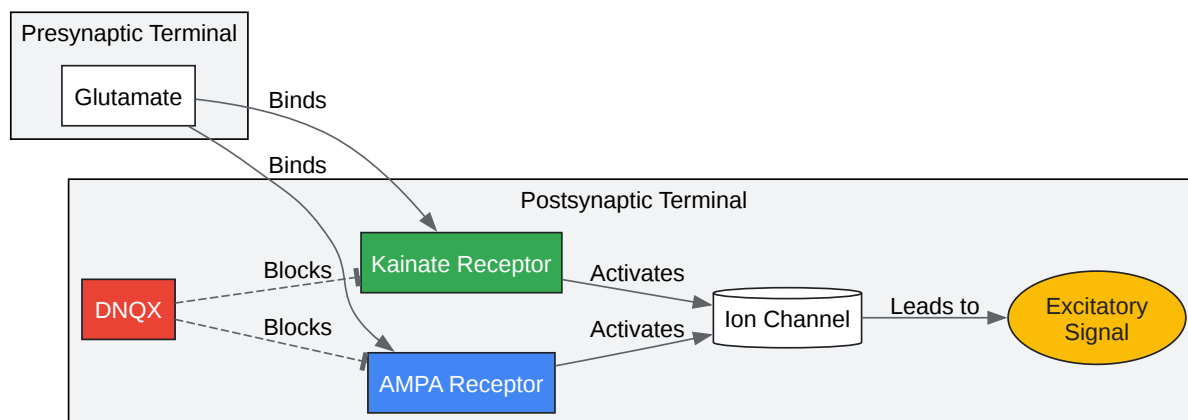 Presynaptic Terminal
Glutamate
Binds
Binds
Postsynaptic Terminal
Kainate Receptor
Blocks
Activates
DNQX
Ion Channel
Leads to
Excitatory
Signal
Blocks
Activates
AMPA Receptor